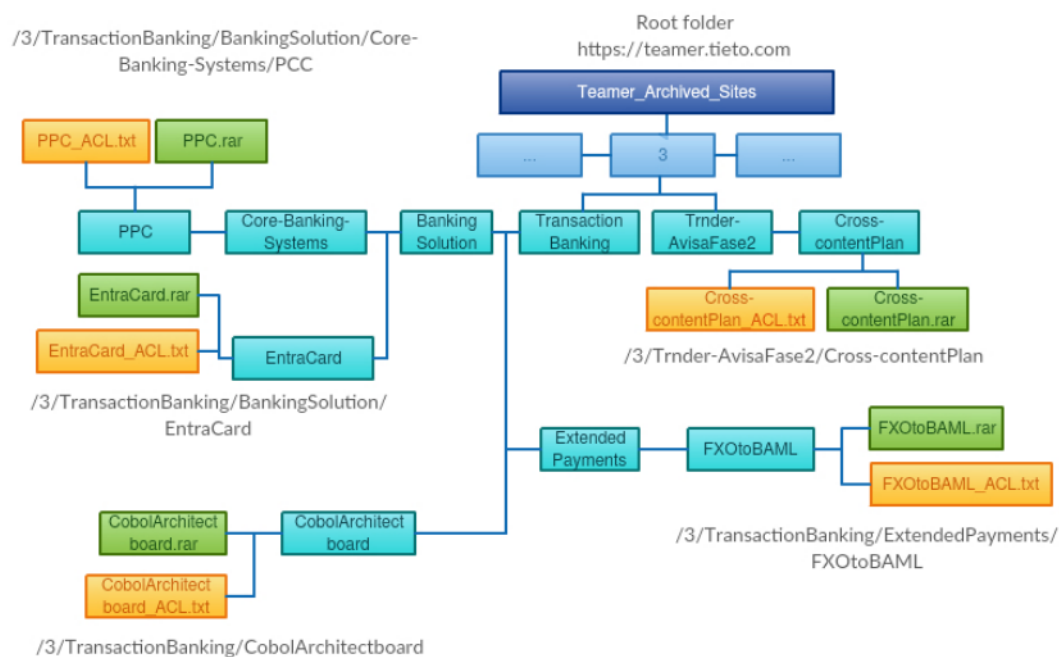 /3/TransactionBanking/BankingSolution/Core-
Banking-Systems/PCC
Root folder
https://teamer.tieto.com
Teamer_Archived_Sites
PPC_ACL.txt
PPC.rar
...
3
...
PPC
Core-Banking-
Systems
Banking
Solution
Transaction
Banking
Trnder-
AvisaFase2
Cross-
contentPlan
EntraCard.rar
Cross-
contentPlan_ACL.txt
Cross-
contentPlan.rar
EntraCard_ACL.txt
EntraCard
/3/Trnder-AvisaFase2/Cross-contentPlan
/3/TransactionBanking/BankingSolution/
EntraCard
Extended
Payments
FXOtoBAML
FXOtoBAML.rar
FXOtoBAML_ACL.txt
CobolArchitect
board.rar
CobolArchitect
board
/3/TransactionBanking/ExtendedPayments/
FXOtoBAML
CobolArchitect
board_ACL.txt
/3/TransactionBanking/CobolArchitectboard